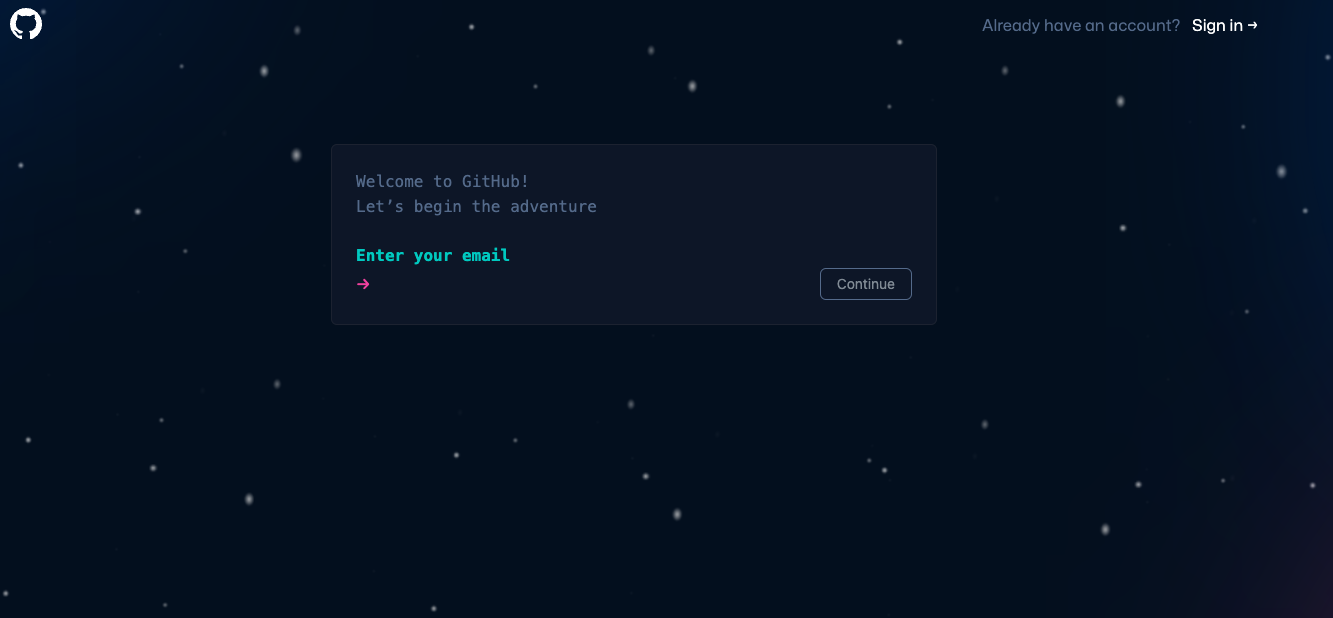 Already have an account? Sign in →
Welcome to GitHub!
Let’s begin the adventure
Enter your email
→
Continue